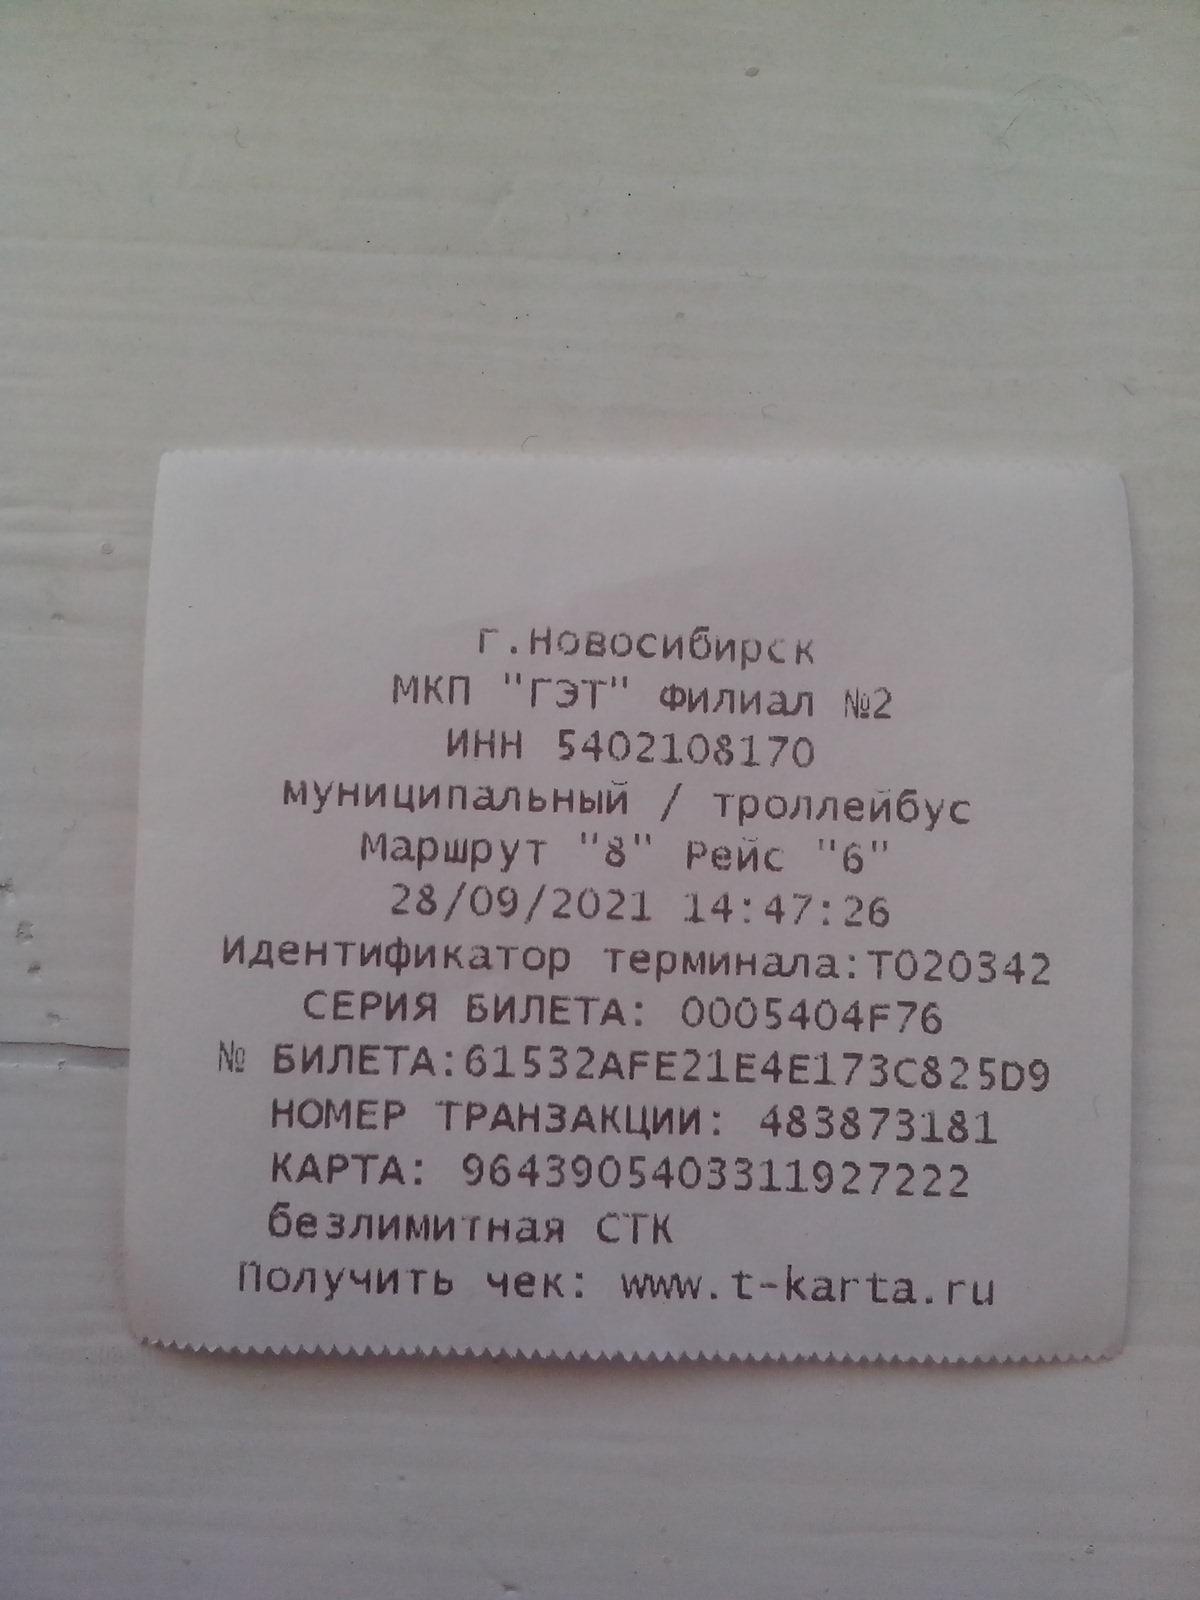 г.Новосибирск
МКП "ГЭТ" Филиал №2
ИНН 5402108170
муниципальный / троллейбус
Маршрут "8" Рейс "6"
28/09/2021 14:47:26
Идентификатор терминала:T020342
СЕРИЯ БИЛЕТА: 0005404F76
№ БИЛЕТА:61532AFE21E4E173C825D9
НОМЕР ТРАНЗАКЦИИ: 483873181
КАРТА: 9643905403311927222
безлимитная СТК
Получить чек: www.t-karta.ru